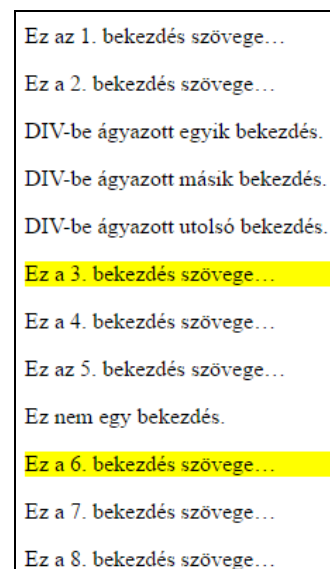 Ez az 1. bekezdés szövege…
Ez a 2. bekezdés szövege…
DIV-be ágyazott egyik bekezdés.
DIV-be ágyazott másik bekezdés.
DIV-be ágyazott utolsó bekezdés.
Ez a 3. bekezdés szövege…
Ez a 4. bekezdés szövege…
Ez az 5. bekezdés szövege…
Ez nem egy bekezdés.
Ez a 6. bekezdés szövege…
Ez a 7. bekezdés szövege…
Ez a 8. bekezdés szövege…